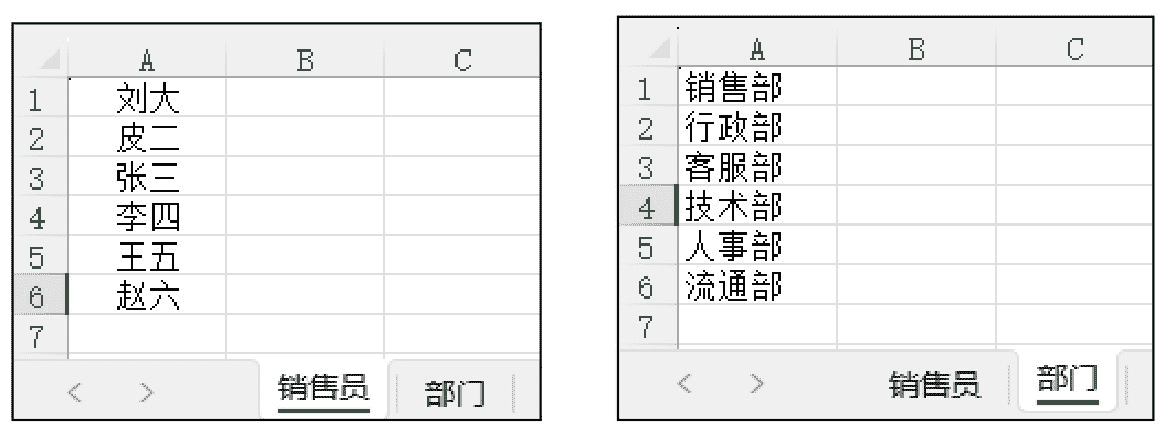 A B C
1 刘大
2 皮二
3 张三
4 李四
5 王五
6 赵六
7
< > 销售员 部门
A B C
1 销售部
2 行政部
3 客服部
4 技术部
5 人事部
6 流通部
7
< > 销售员 部门